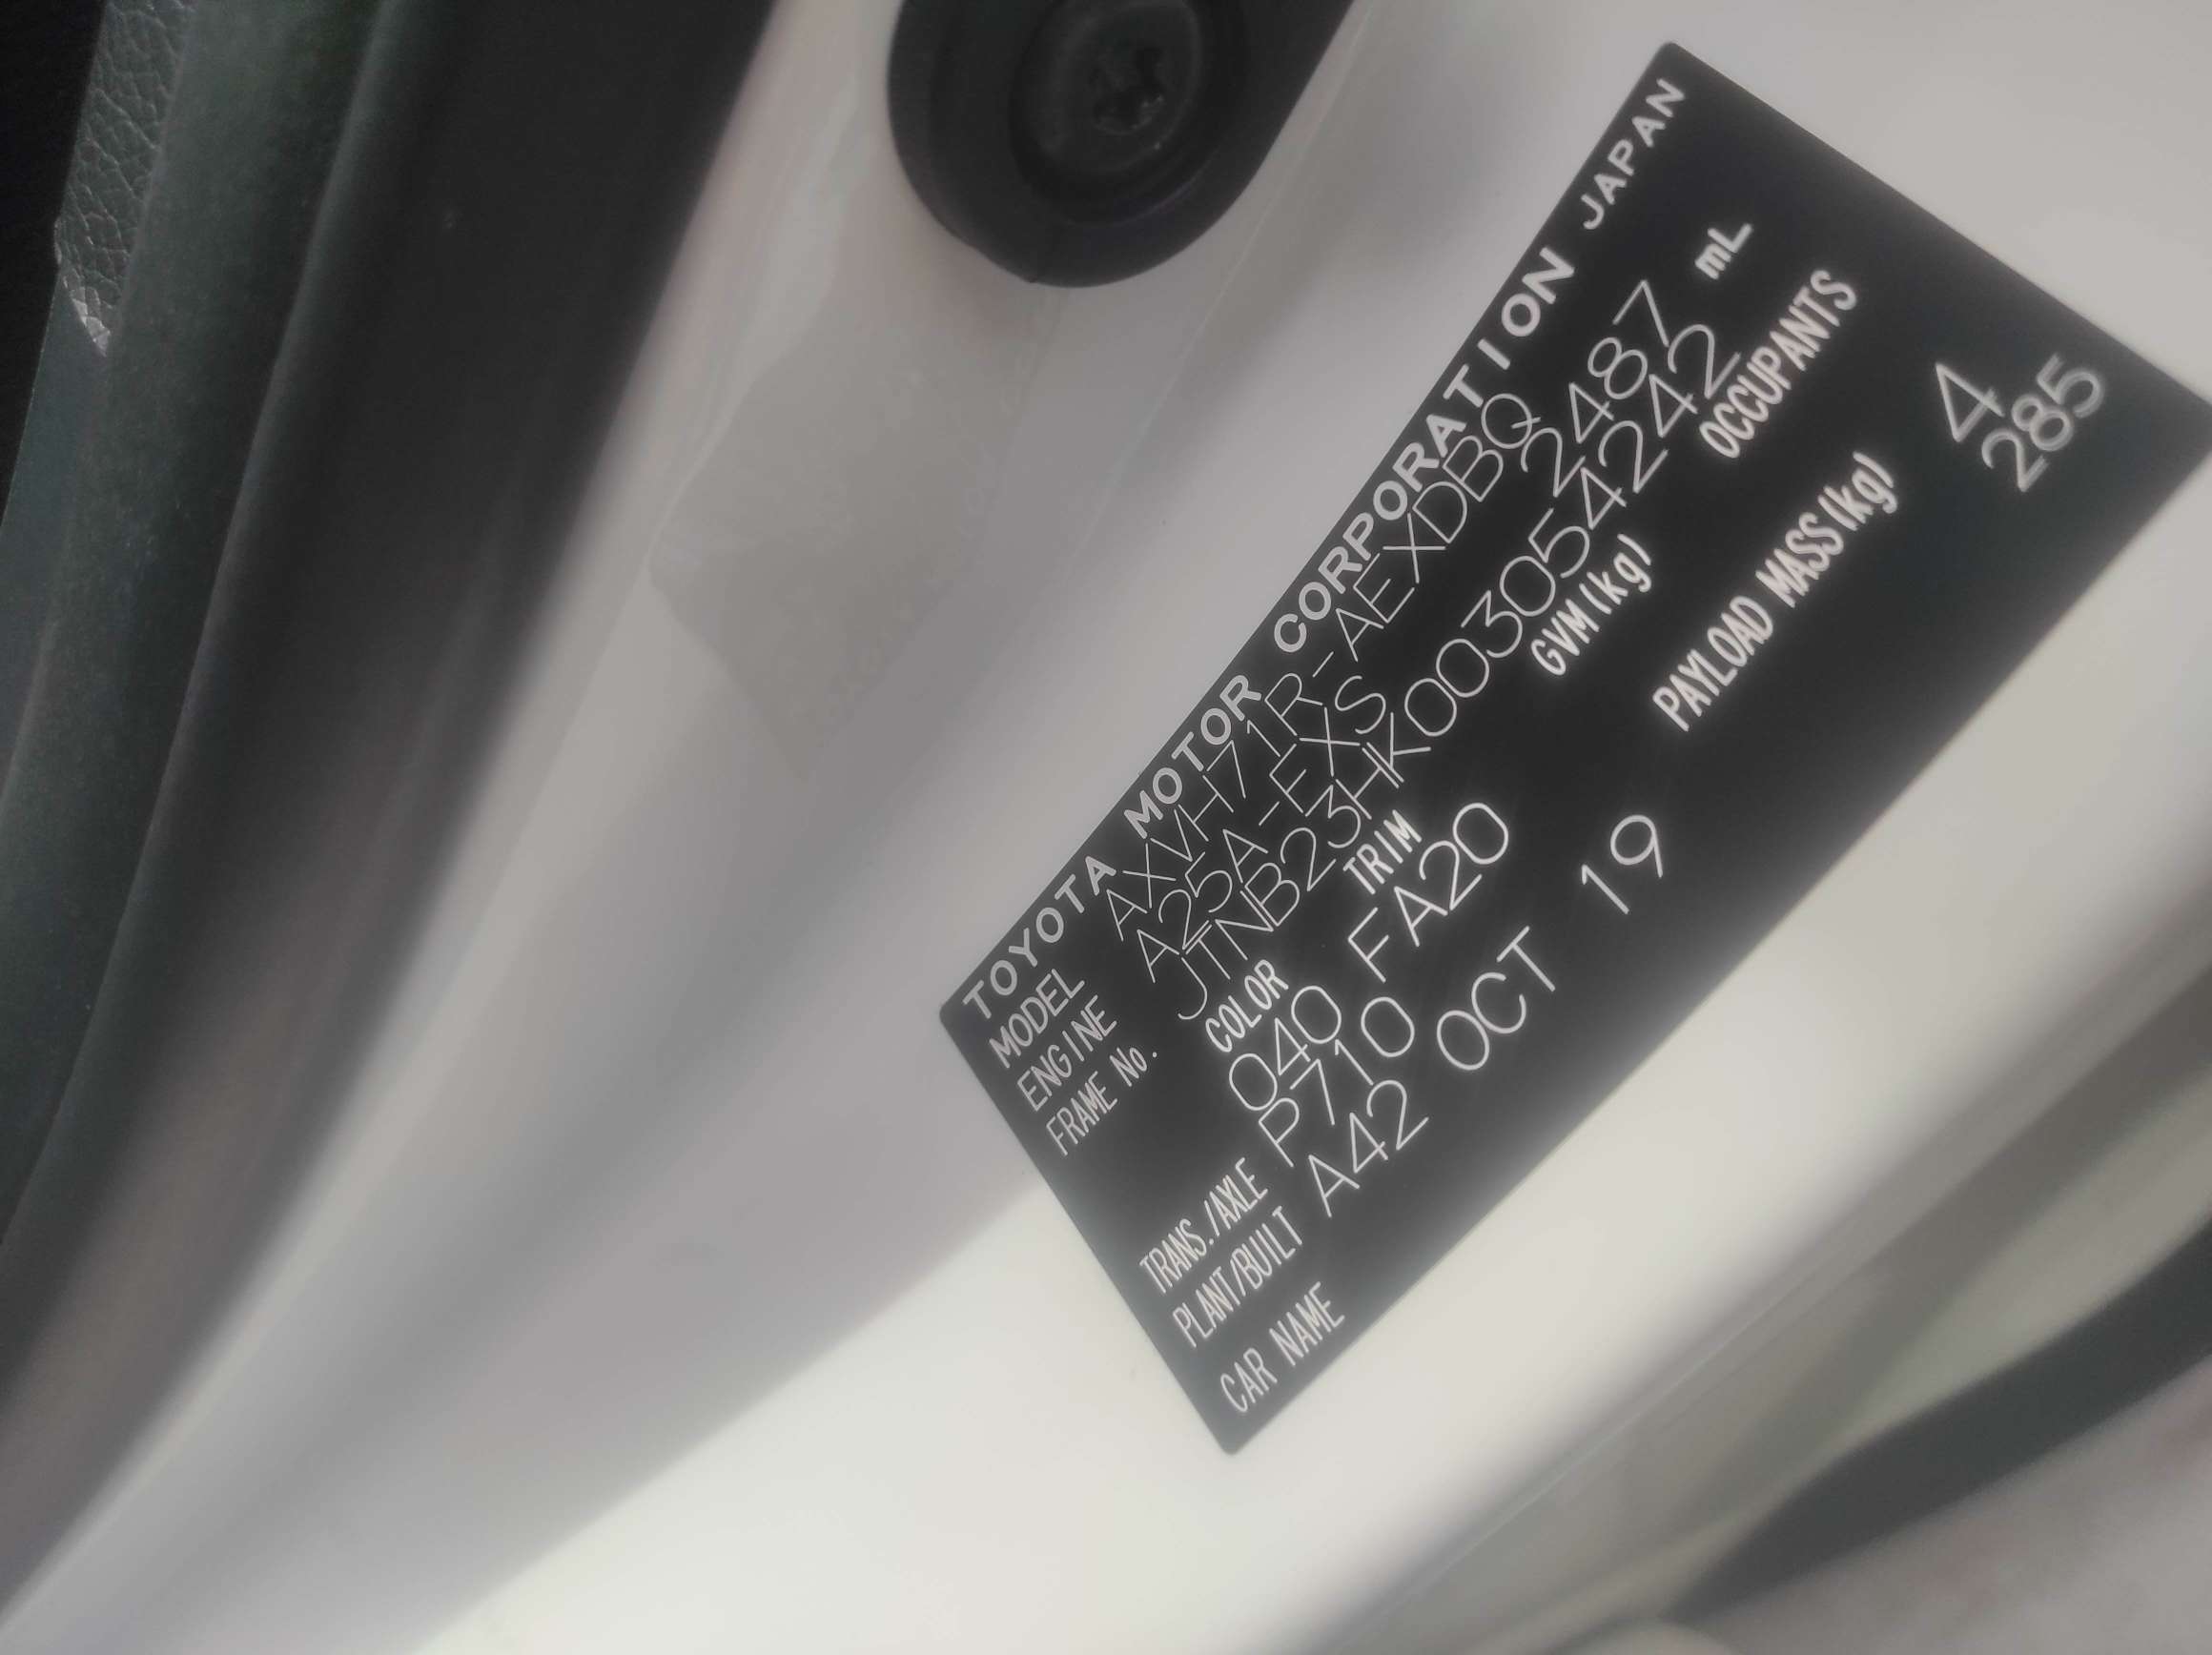 TOYOTA MOTOR CORPORATION JAPAN
MODEL AXVH71R-AEXDBQ
ENGINE A25A-FXS 2487 mL
FRAME No. JTNB23HK003054242
COLOR TRIM GVM(kg) OCCUPANTS
040 FA20 4
TRANS./AXLE P710 PAYLOAD MASS(kg) 285
PLANT/BUILT A42 OCT 19
CAR NAME